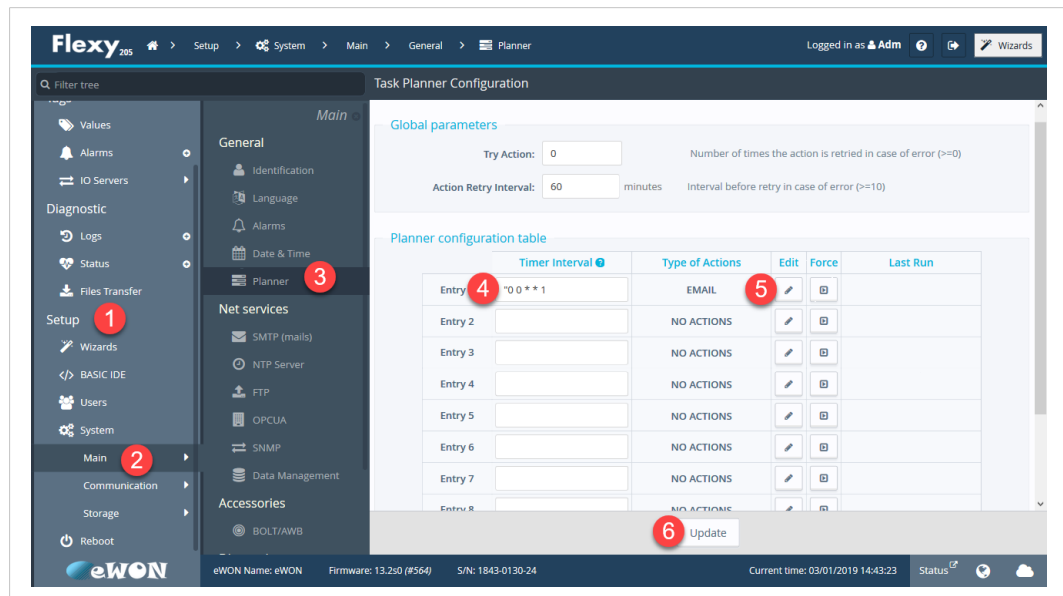 Flexy 205 > Setup > System > Main > General > Planner
Logged in as Adm
Wizards
Filter tree
Task Planner Configuration
Tags
Values
Alarms
IO Servers
Diagnostic
Logs
Status
Files Transfer
Setup 1
Wizards
</> BASIC IDE
Users
System
Main 2
Communication
Storage
Reboot
Main
General
Identification
Language
Alarms
Date & Time
Planner 3
Net services
SMTP (mails)
NTP Server
FTP
OPCUA
SNMP
Data Management
Accessories
BOLT/AWB
Global parameters
Try Action: 0 Number of times the action is retried in case of error (>=0)
Action Retry Interval: 60 minutes Interval before retry in case of error (>=10)
Planner configuration table
Timer Interval Type of Actions Edit Force Last Run
Entry 4 "0 0 * * 1 EMAIL 5
Entry 2 NO ACTIONS
Entry 3 NO ACTIONS
Entry 4 NO ACTIONS
Entry 5 NO ACTIONS
Entry 6 NO ACTIONS
Entry 7 NO ACTIONS
Entry 8 NO ACTIONS
6 Update
eWON
eWON Name: eWON Firmware: 13.2s0 (#564) S/N: 1843-0130-24 Current time: 03/01/2019 14:43:23 Status